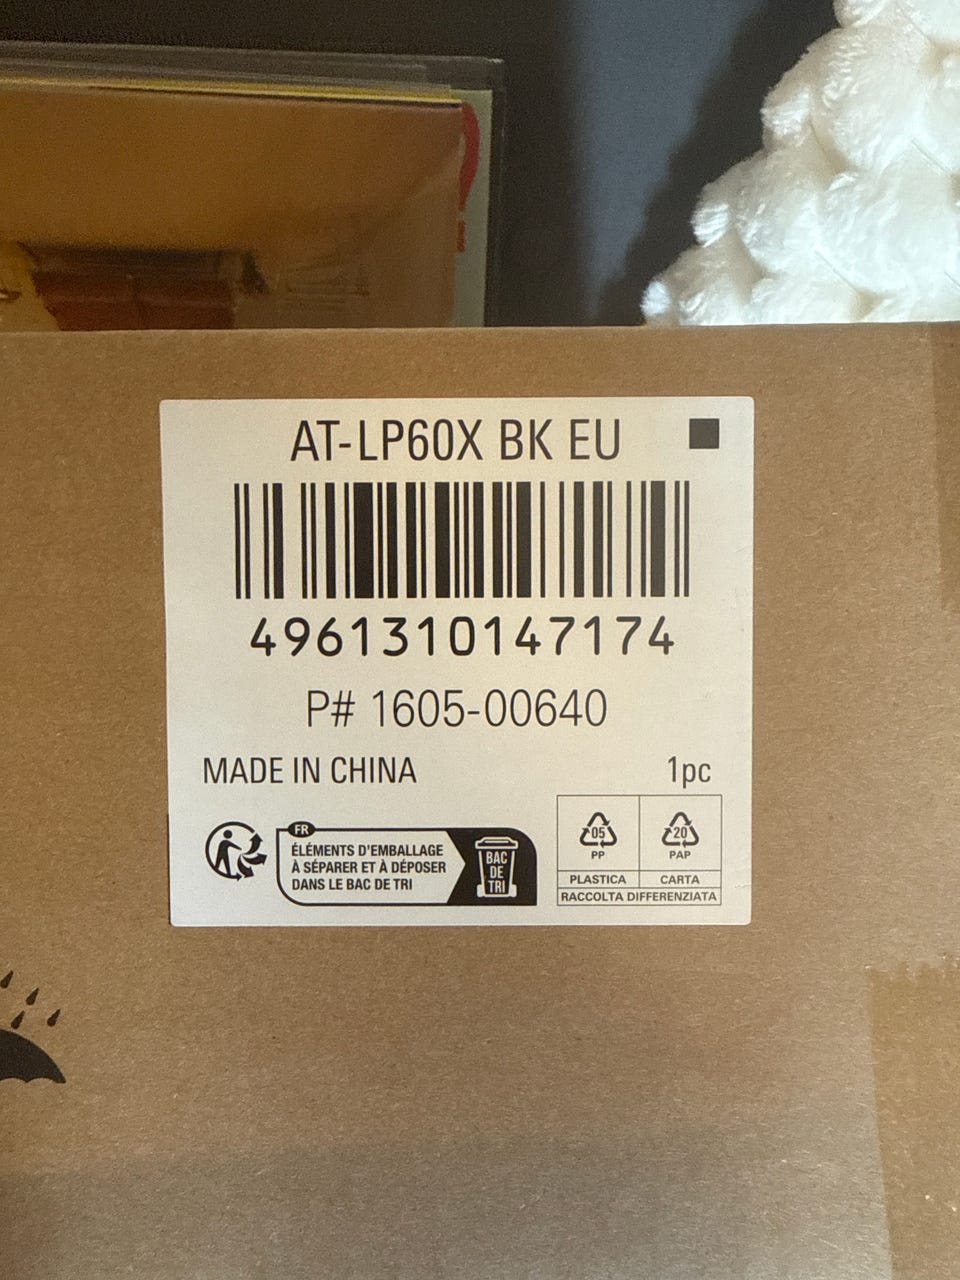 AT-LP60X BK EU
4961310147174
P# 1605-00640
MADE IN CHINA
1pc
FR
ÉLÉMENTS D'EMBALLAGE
À SÉPARER ET À DÉPOSER
DANS LE BAC DE TRI
BAC
DE
TRI
05
PP
20
PAP
PLASTICA
CARTA
RACCOLTA DIFFERENZIATA